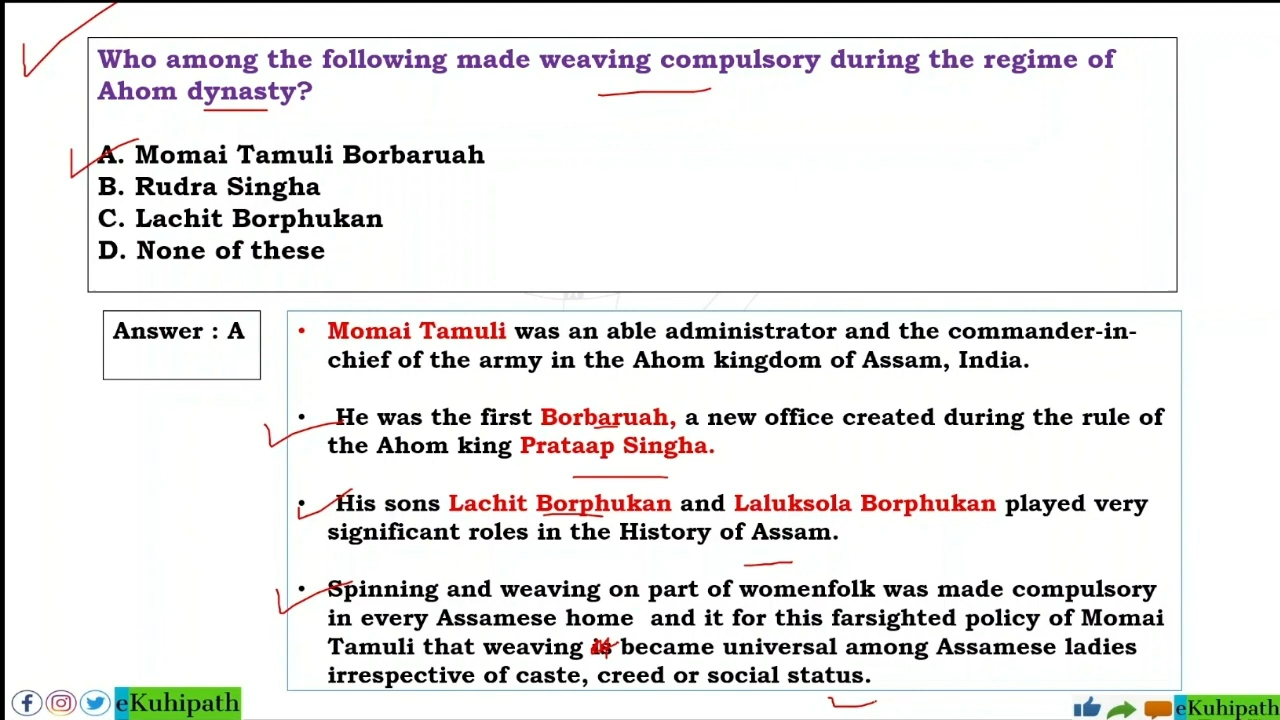 Who among the following made weaving compulsory during the regime of
Ahom dynasty?
A. Momai Tamuli Borbaruah
B. Rudra Singha
C. Lachit Borphukan
D. None of these
Answer : A
• Momai Tamuli was an able administrator and the commander-in-
chief of the army in the Ahom kingdom of Assam, India.
• He was the first Borbaruah, a new office created during the rule of
the Ahom king Prataap Singha.
• His sons Lachit Borphukan and Laluksola Borphukan played very
significant roles in the History of Assam.
• Spinning and weaving on part of womenfolk was made compulsory
in every Assamese home and it for this farsighted policy of Momai
Tamuli that weaving is became universal among Assamese ladies
irrespective of caste, creed or social status.
eKuhipath
eKuhipath